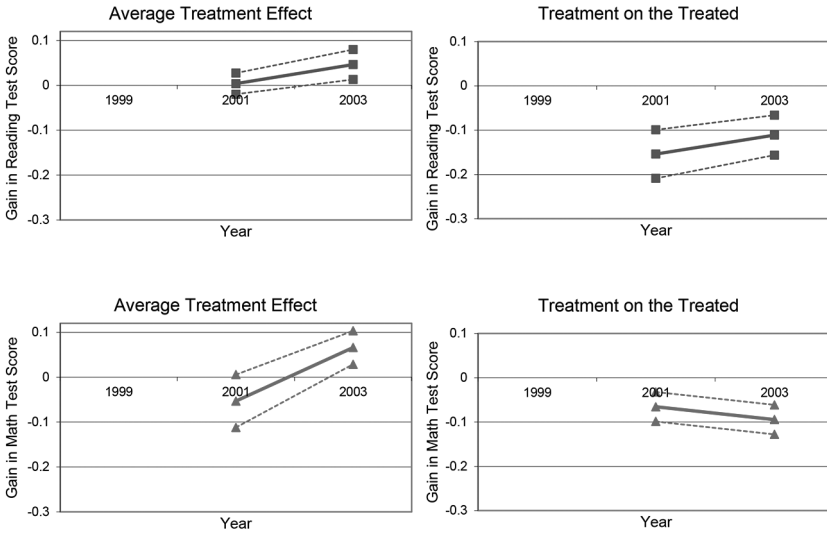 Average Treatment Effect
Gain in Reading Test Score
0.1
0
-0.1
-0.2
-0.3
1999
2001
2003
Year
Treatment on the Treated
Gain in Reading Test Score
0.1
0
-0.1
-0.2
-0.3
1999
2001
2003
Year
Average Treatment Effect
Gain in Math Test Score
0.1
0
-0.1
-0.2
-0.3
1999
2001
2003
Year
Treatment on the Treated
Gain in Math Test Score
0.1
0
-0.1
-0.2
-0.3
1999
2001
2003
Year